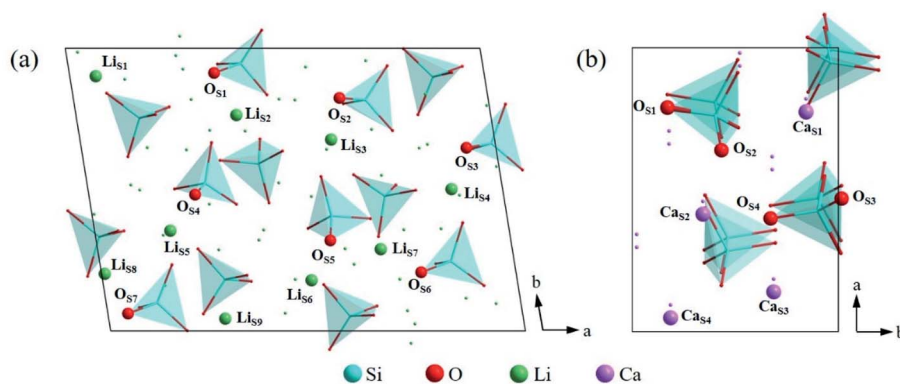 (a)
Li_S1
O_S1
Li_S2
O_S2
Li_S3
O_S3
O_S4
Li_S4
Li_S5
O_S5
Li_S7
Li_S8
Li_S6
O_S6
O_S7
Li_S9
b
a
(b)
O_S1
Ca_S1
O_S2
Ca_S2
O_S4
O_S3
Ca_S3
Ca_S4
a
b
Si O Li Ca